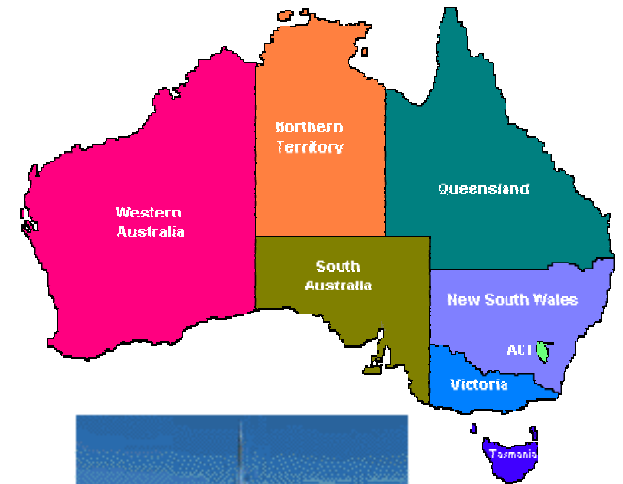 Northern
Territory
Queensland
Western
Australia
South
Australia
New South Wales
ACT
Victoria
Tasmania